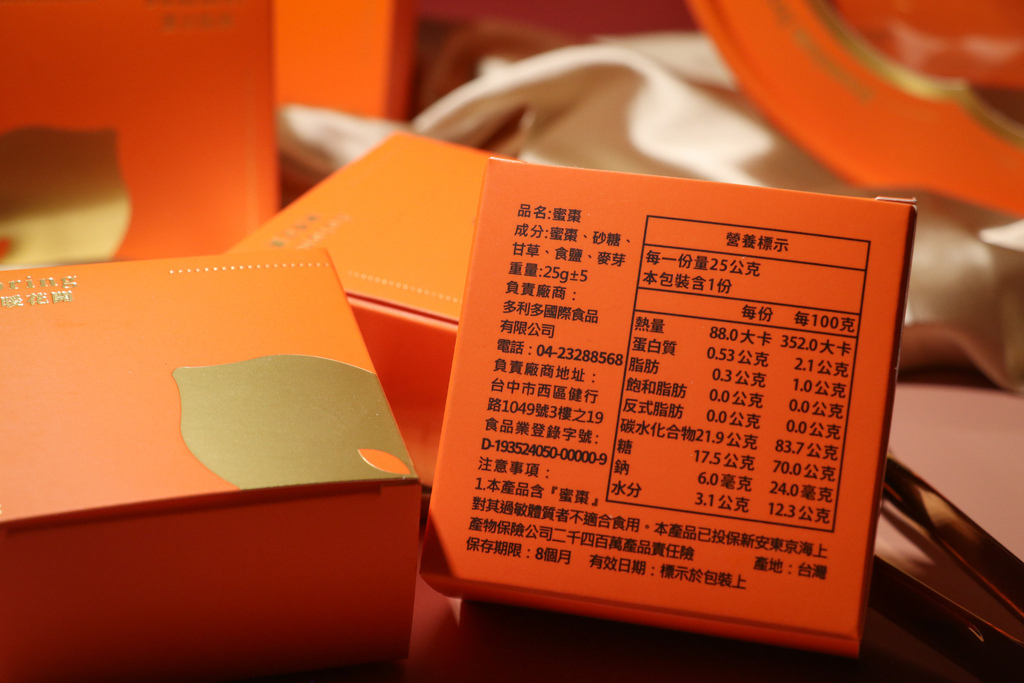 品名:蜜棗
成分:蜜棗、砂糖、
甘草、食鹽、麥芽
重量:25g±5
負責廠商：
多利多國際食品
有限公司
電話：04-23288568
負責廠商地址：
台中市西區健行
路1049號3樓之19
食品業登錄字號：
D-193524050-00000-9
注意事項：
1.本產品含『蜜棗』
對其過敏體質者不適合食用。本產品已投保新安東京海上
產物保險公司二千四百萬產品責任險
產地：台灣
保存期限：8個月 有效日期：標示於包裝上
營養標示
每一份量25公克
本包裝含1份
每份 每100克
熱量 88.0大卡 352.0大卡
蛋白質 0.53公克 2.1公克
脂肪 0.3公克 1.0公克
飽和脂肪 0.0公克 0.0公克
反式脂肪 0.0公克 0.0公克
碳水化合物21.9公克 83.7公克
糖 17.5公克 70.0公克
鈉 6.0毫克 24.0毫克
水分 3.1公克 12.3公克